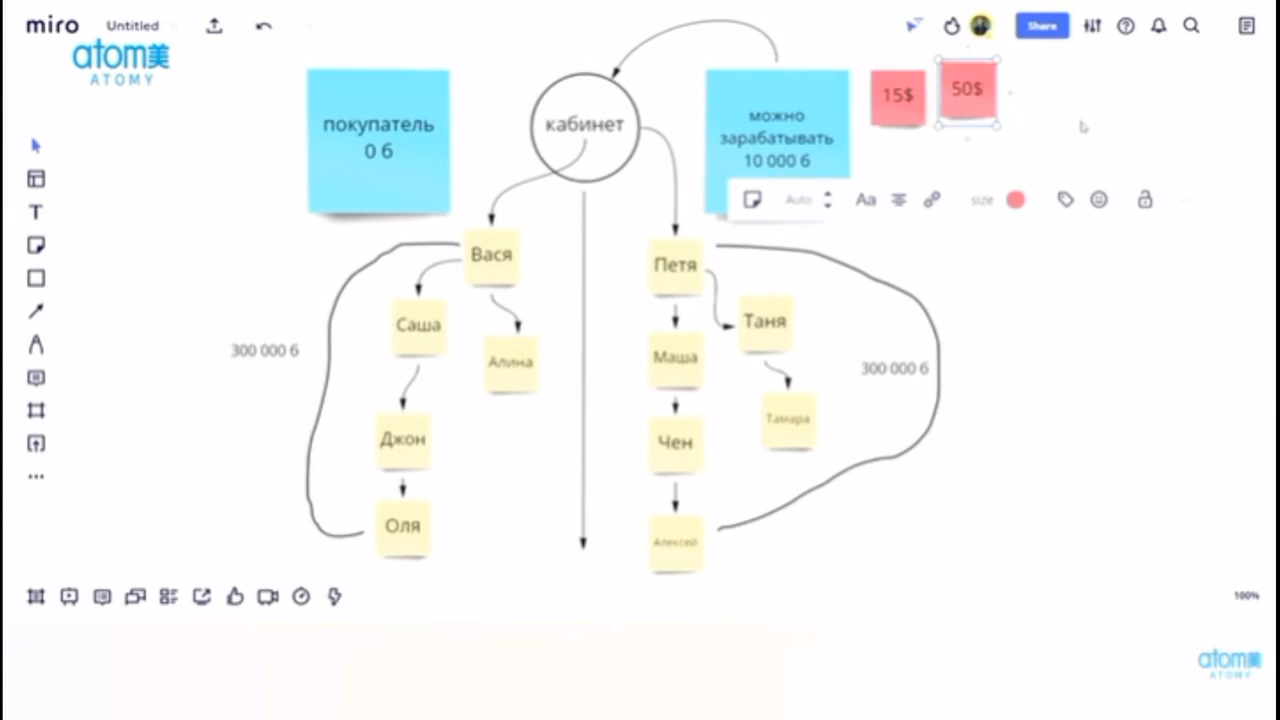 miro
Untitled
Share
atom美
ATOMY
покупатель
0 б
кабинет
можно
зарабатывать
10 000 б
15$
50$
Auto
Aa
size
Вася
Петя
Саша
Алина
Таня
300 000 б
Маша
300 000 б
Джон
Чен
Тамара
Оля
Алексей
100%
atom美
ATOMY